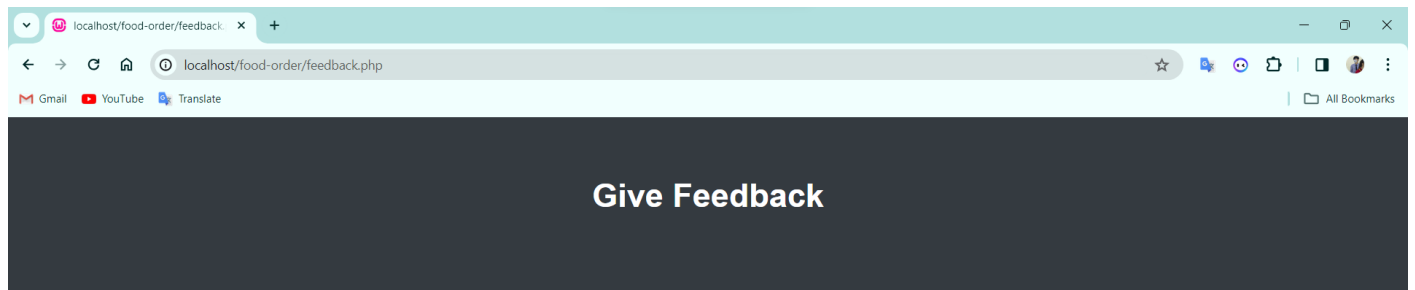 localhost/food-order/feedback.
localhost/food-order/feedback.php
Gmail YouTube Translate All Bookmarks
Give Feedback